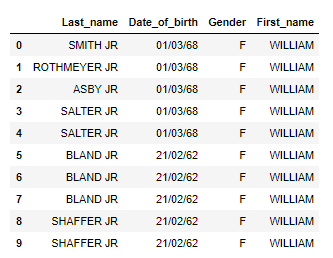 Last_name Date_of_birth Gender First_name
0 SMITH JR 01/03/68 F WILLIAM
1 ROTHMEYER JR 01/03/68 F WILLIAM
2 ASBY JR 01/03/68 F WILLIAM
3 SALTER JR 01/03/68 F WILLIAM
4 SALTER JR 01/03/68 F WILLIAM
5 BLAND JR 21/02/62 F WILLIAM
6 BLAND JR 21/02/62 F WILLIAM
7 BLAND JR 21/02/62 F WILLIAM
8 SHAFFER JR 21/02/62 F WILLIAM
9 SHAFFER JR 21/02/62 F WILLIAM